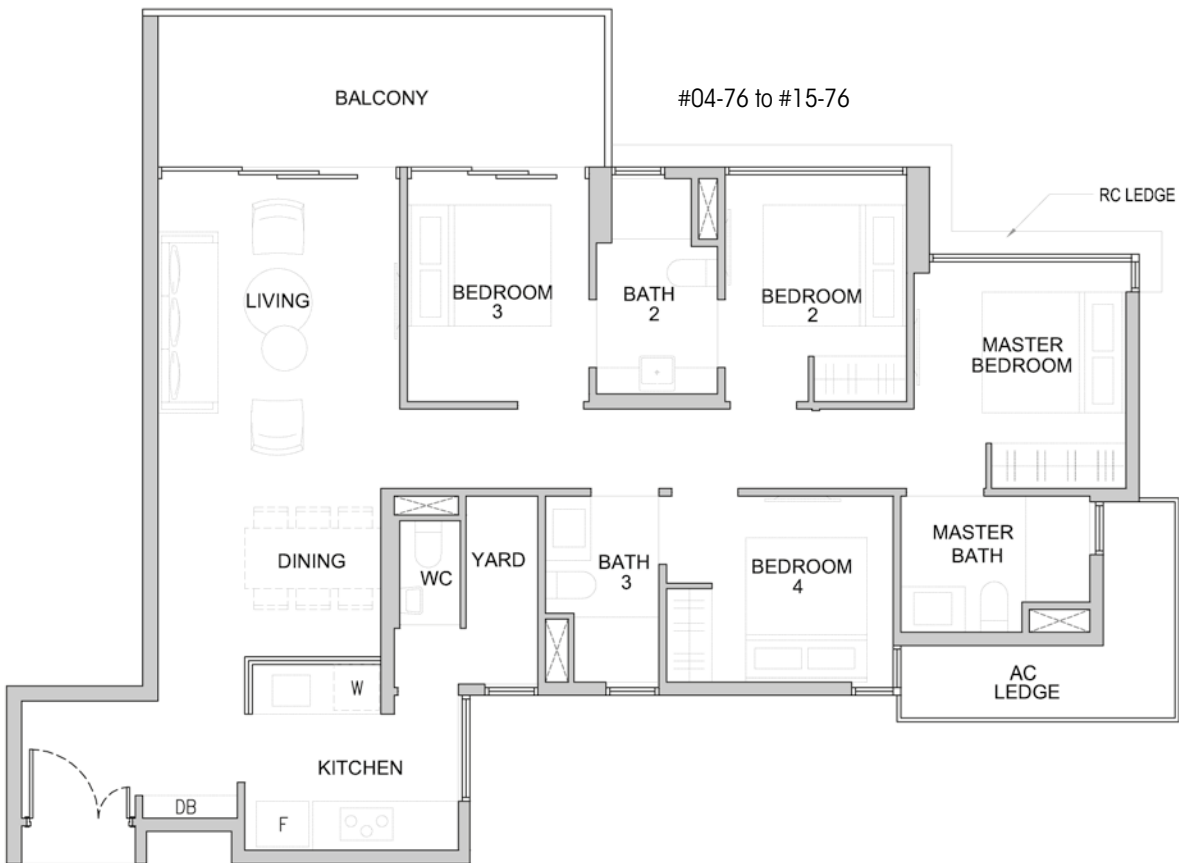 BALCONY
#04-76 to #15-76
RC LEDGE
LIVING
BEDROOM
3
BATH
2
BEDROOM
2
MASTER
BEDROOM
DINING
WC
YARD
BATH
3
BEDROOM
4
MASTER
BATH
AC
LEDGE
W
KITCHEN
DB
F